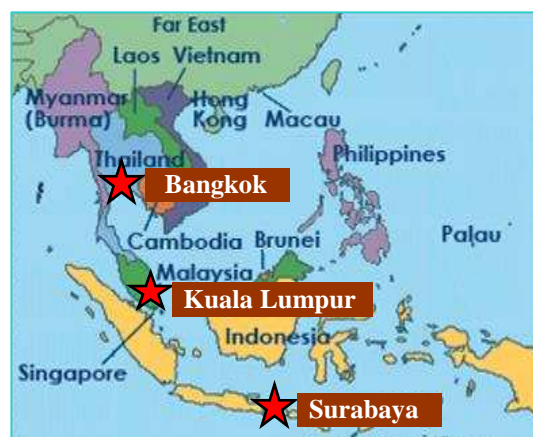 Far East
Laos Vietnam
Myanmar
(Burma)
Hong
Kong
Macau
Thailand
Philippines
Bangkok
Palau
Cambodia
Brunei
Malaysia
Kuala Lumpur
Indonesia
Singapore
Surabaya